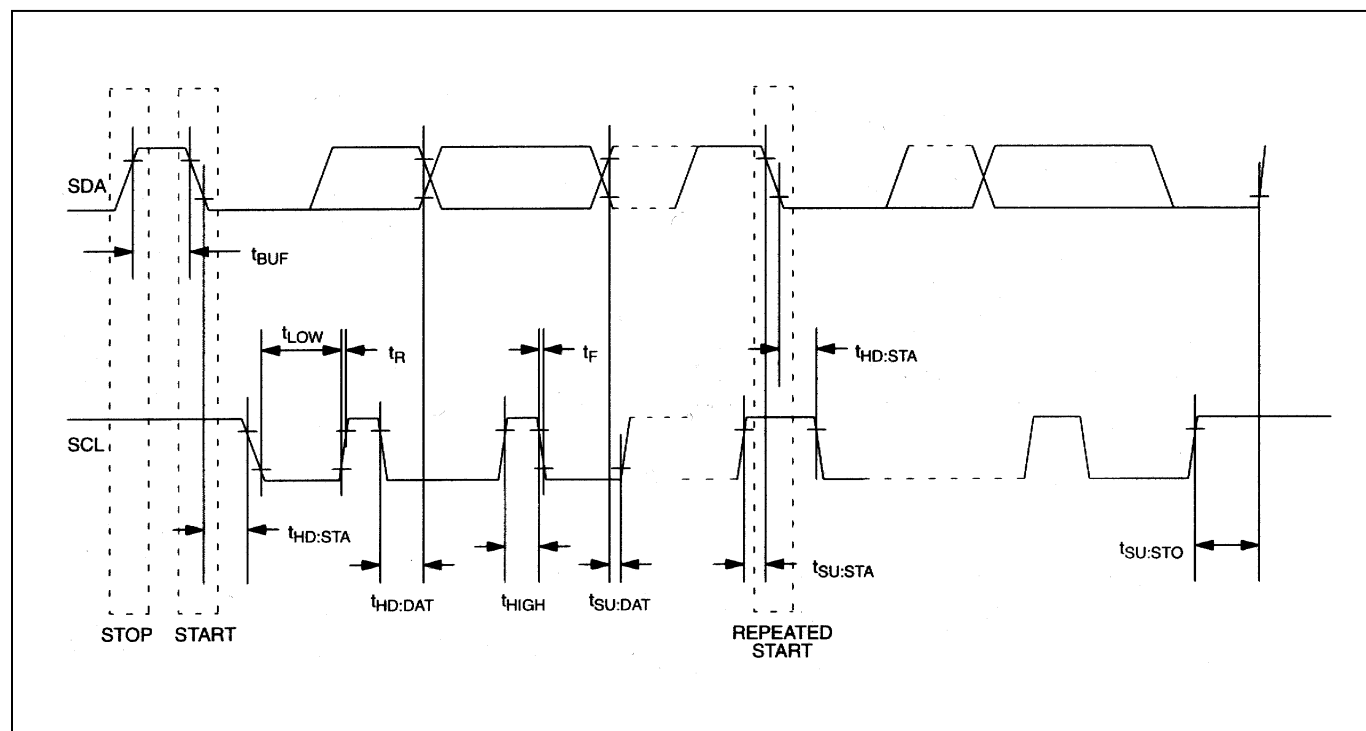 SDA
tBUF
tLOW
tR
tF
tHD:STA
SCL
tHD:STA
tHD:DAT
tHIGH
tSU:DAT
tSU:STA
tSU:STO
STOP
START
REPEATED
START